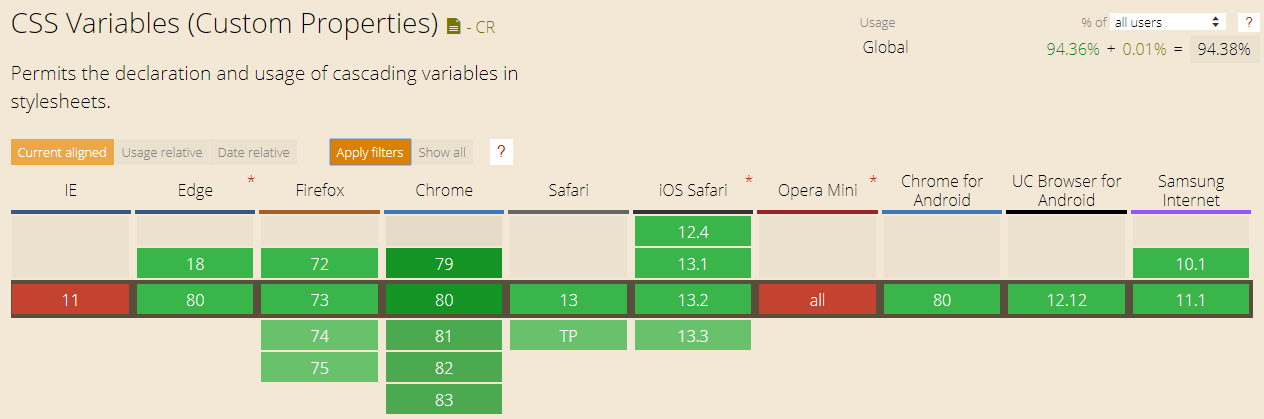 CSS Variables (Custom Properties) - CR
Usage % of all users ?
Global 94.36% + 0.01% = 94.38%
Permits the declaration and usage of cascading variables in
stylesheets.
Current aligned Usage relative Date relative Apply filters Show all ?
IE Edge * Firefox Chrome Safari iOS Safari * Opera Mini * Chrome for Android UC Browser for Android Samsung Internet
12.4
18 72 79 13.1 10.1
11 80 73 80 13 13.2 all 80 12.12 11.1
74 81 TP 13.3
75 82
83